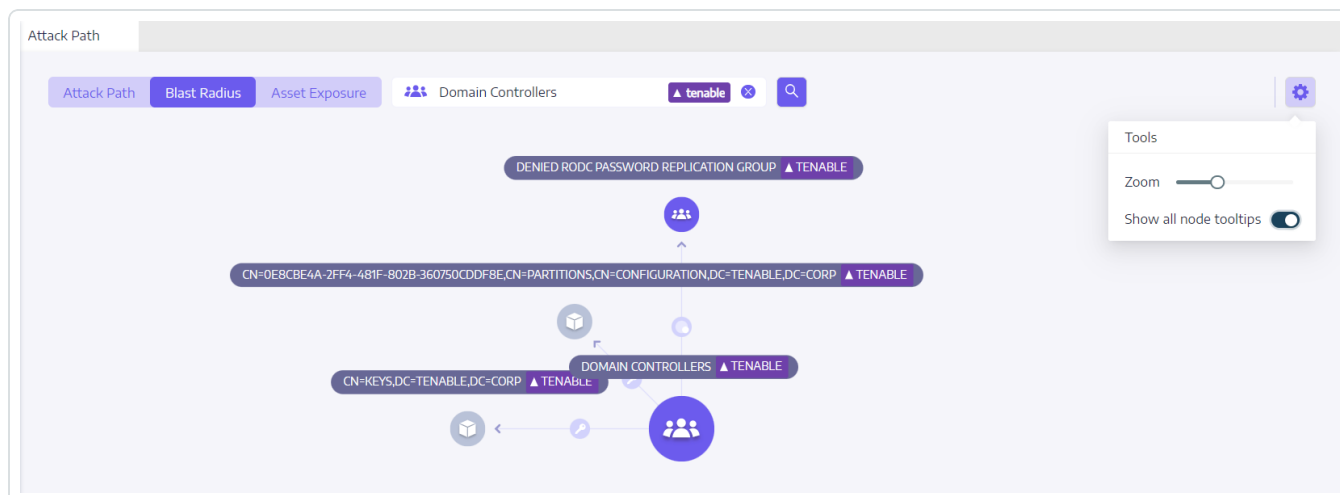 Attack Path
Attack Path Blast Radius Asset Exposure Domain Controllers tenable
Tools
Zoom
Show all node tooltips
DENIED RODC PASSWORD REPLICATION GROUP TENABLE
CN=0E8CBE4A-2FF4-481F-802B-360750CDDF8E,CN=PARTITIONS,CN=CONFIGURATION,DC=TENABLE,DC=CORP TENABLE
DOMAIN CONTROLLERS TENABLE
CN=KEYS,DC=TENABLE,DC=CORP TENABLE